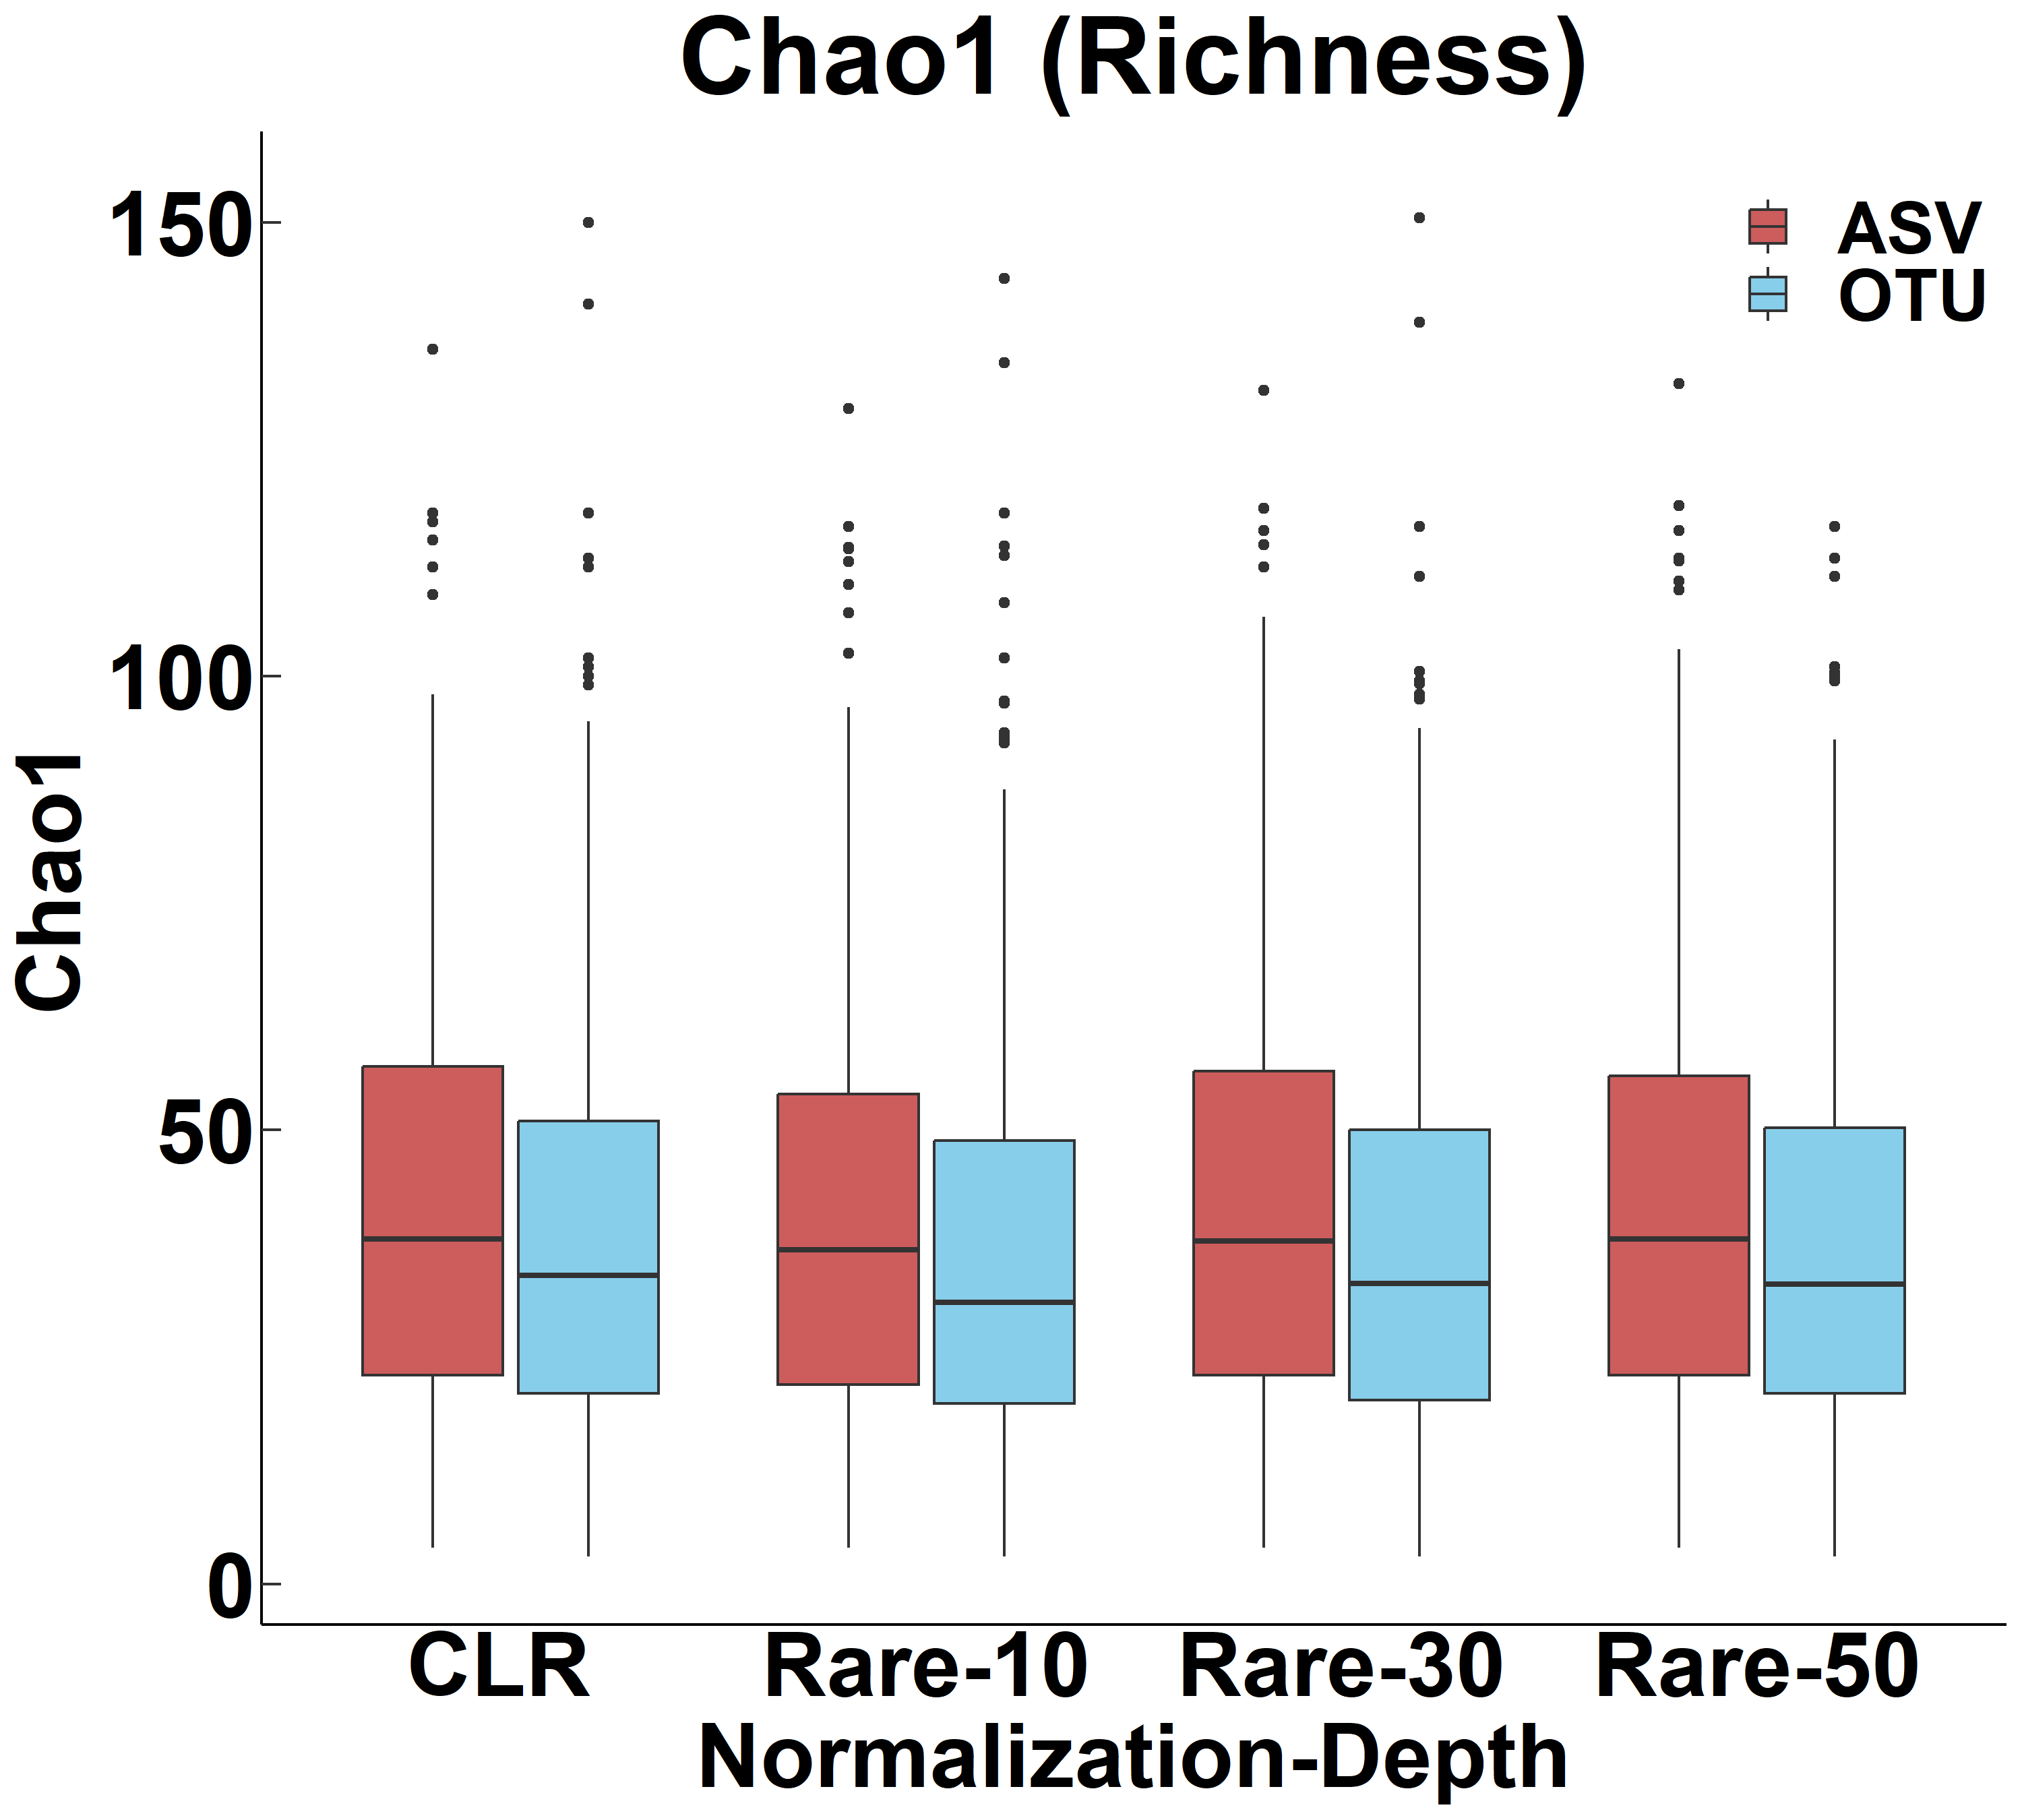 Chao1 (Richness)
ASV
OTU
Chao1
150
100
50
0
CLR Rare-10 Rare-30 Rare-50
Normalization-Depth